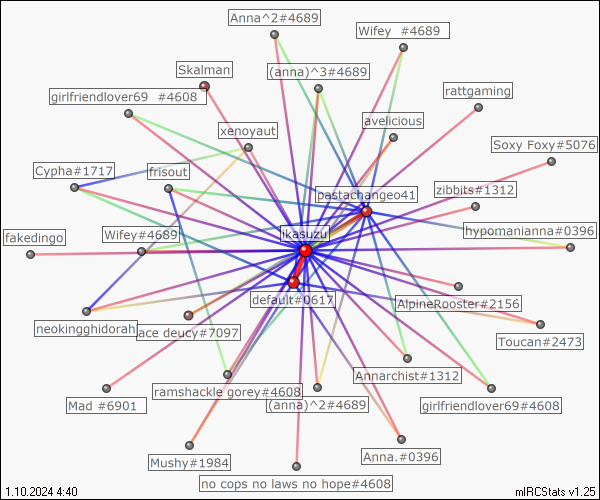 Anna^2#4689
Wifey  #4689
Skalman
(anna)^3#4689
rattgaming
girlfriendlover69  #4608
avelicious
xenoyaut
Soxy Foxy#5076
Cypha#1717
frisout
pastachangeo41
zibbits#1312
fakedingo
Wifey#4689
ikasuzu
hypomanianna#0396
default#0617
AlpineRooster#2156
neokingghidorah
ace deucy#7097
Toucan#2473
Annarchist#1312
Mad #6901
ramshackle gorey#4608
(anna)^2#4689
girlfriendlover69#4608
Mushy#1984
Anna.#0396
no cops no laws no hope#4608
1.10.2024 4:40
mIRCStats v1.25